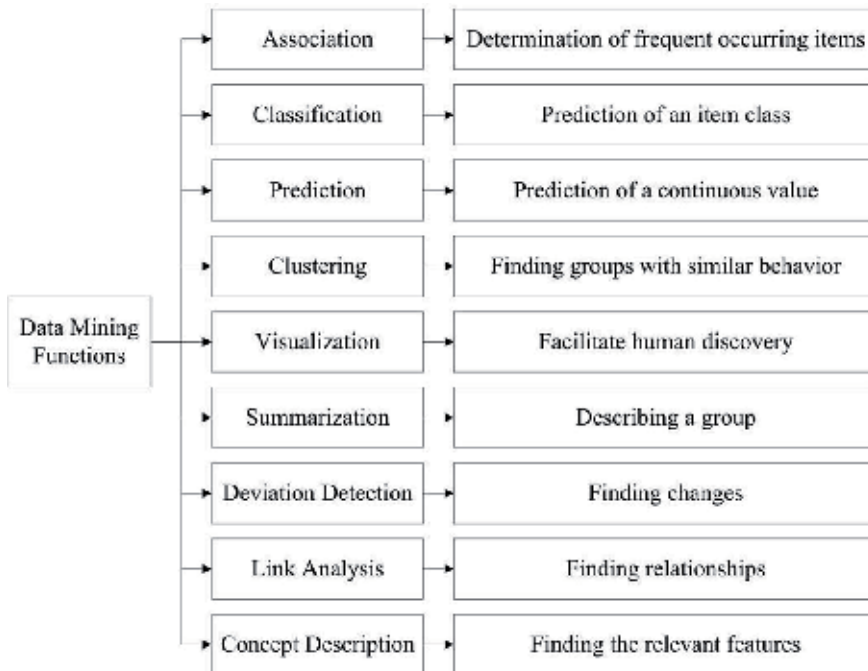 Data Mining
Functions
Association
Determination of frequent occurring items
Classification
Prediction of an item class
Prediction
Prediction of a continuous value
Clustering
Finding groups with similar behavior
Visualization
Facilitate human discovery
Summarization
Describing a group
Deviation Detection
Finding changes
Link Analysis
Finding relationships
Concept Description
Finding the relevant features